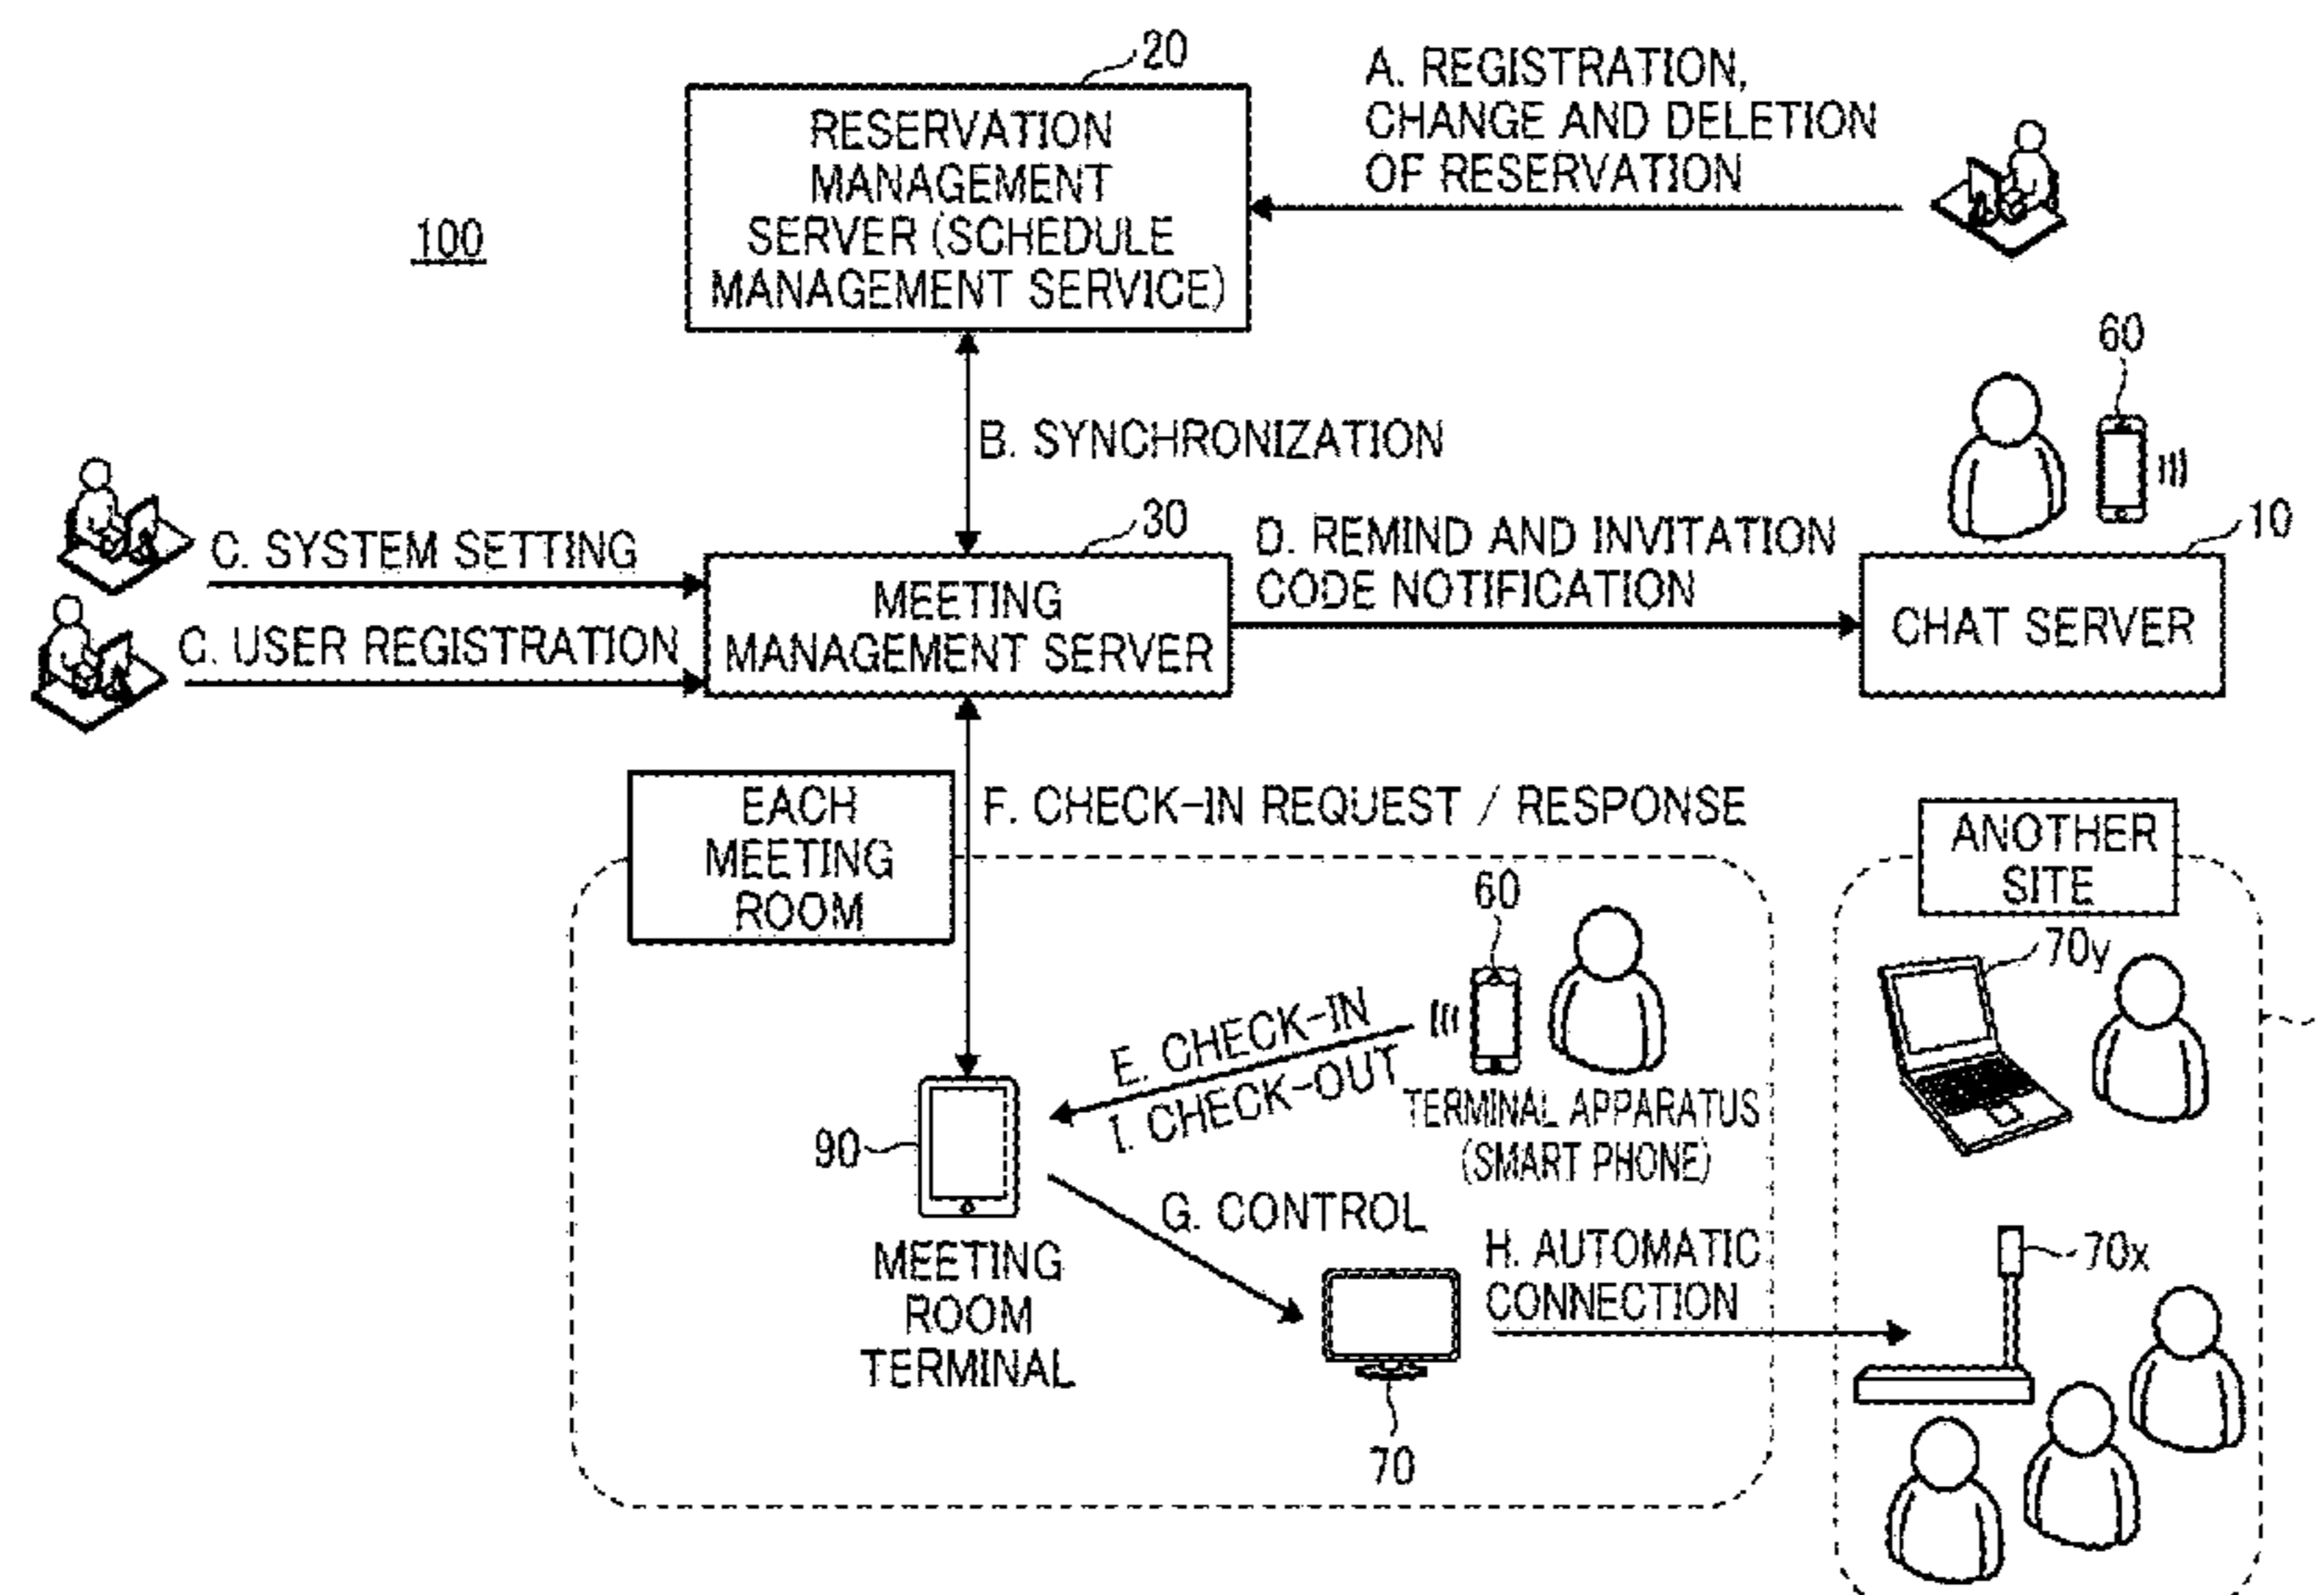 20
RESERVATION
MANAGEMENT
SERVER (SCHEDULE
MANAGEMENT SERVICE)
A. REGISTRATION,
CHANGE AND DELETION
OF RESERVATION
100
B. SYNCHRONIZATION
60
C. SYSTEM SETTING
C. USER REGISTRATION
30
MEETING
MANAGEMENT SERVER
D. REMIND AND INVITATION
CODE NOTIFICATION
10
CHAT SERVER
EACH
MEETING
ROOM
F. CHECK-IN REQUEST / RESPONSE
ANOTHER
SITE
60
70y
E. CHECK-IN
I. CHECK-OUT
TERMINAL APPARATUS
(SMART PHONE)
90
MEETING
ROOM
TERMINAL
G. CONTROL
H. AUTOMATIC
CONNECTION
70x
70